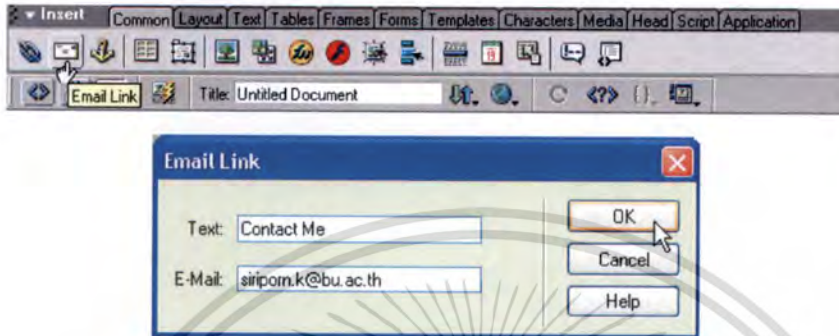 Insert Common Layout Text Tables Frames Forms Templates Characters Media Head Script Application
Email Link Title: Untitled Document
Email Link
Text: Contact Me OK
Cancel
E-Mail: siriporn.k@bu.ac.th
Help